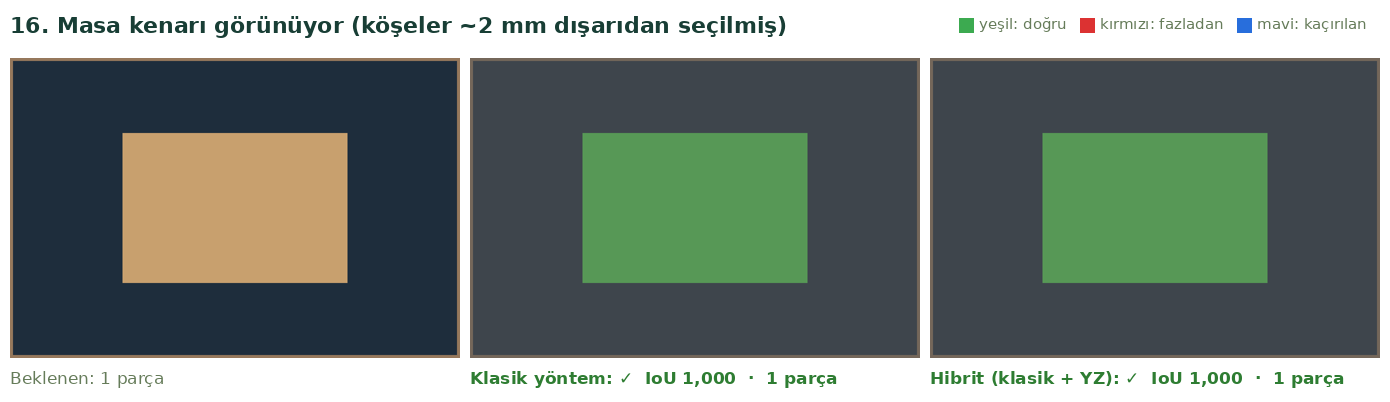 16. Masa kenarı görünüyor (köşeler ~2 mm dışarıdan seçilmiş)
yeşil: doğru
kırmızı: fazladan
mavi: kaçırılan
Beklenen: 1 parça
Klasik yöntem: ✓ IoU 1,000 · 1 parça
Hibrit (klasik + YZ): ✓ IoU 1,000 · 1 parça